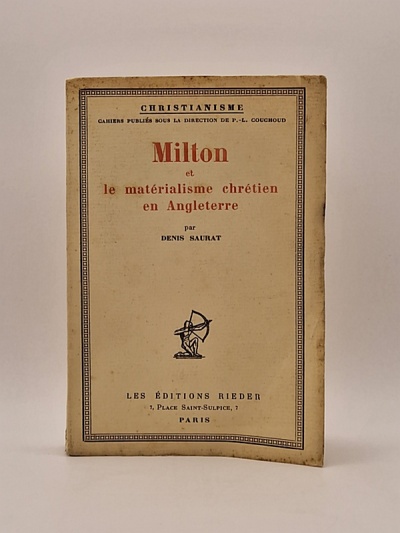 CHRISTIANISME
CAHIERS PUBLIÉS SOUS LA DIRECTION DE P.-L. COUCHOUD
Milton
et
le matérialisme chrétien
en Angleterre
par
DENIS SAURAT
LES ÉDITIONS RIEDER
7, PLACE SAINT-SULPICE, 7
PARIS